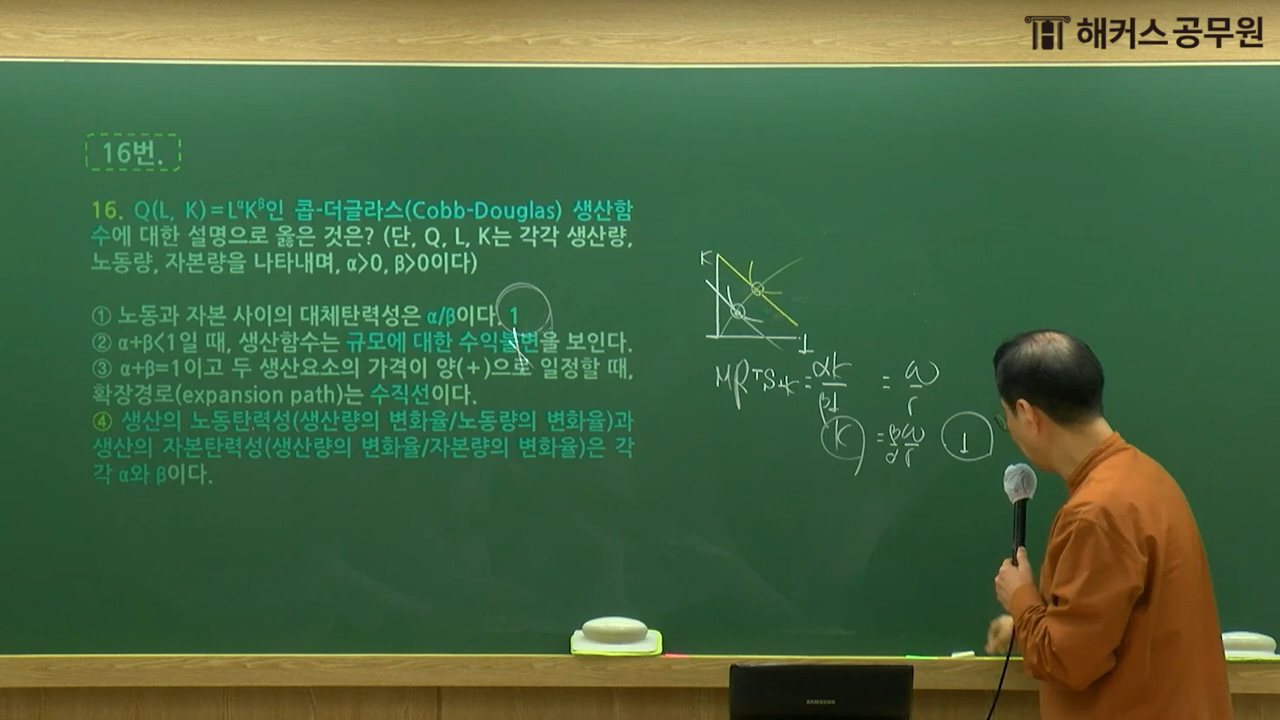 해커스공무원
16번.
16. Q(L, K)=LᵅKᵝ인 콥-더글라스(Cobb-Douglas) 생산함
수에 대한 설명으로 옳은 것은? (단, Q, L, K는 각각 생산량,
노동량, 자본량을 나타내며, α>0, β>0이다)
① 노동과 자본 사이의 대체탄력성은 α/β이다. 1
② α+β<1일 때, 생산함수는 규모에 대한 수익불변을 보인다.
③ α+β=1이고 두 생산요소의 가격이 양(+)으로 일정할 때,
확장경로(expansion path)는 수직선이다.
④ 생산의 노동탄력성(생산량의 변화율/노동량의 변화율)과
생산의 자본탄력성(생산량의 변화율/자본량의 변화율)은 각
각 α와 β이다.
K
L
MRTS_LK = αK/βL = w/r
K = β/α w/r L
SAMSUNG